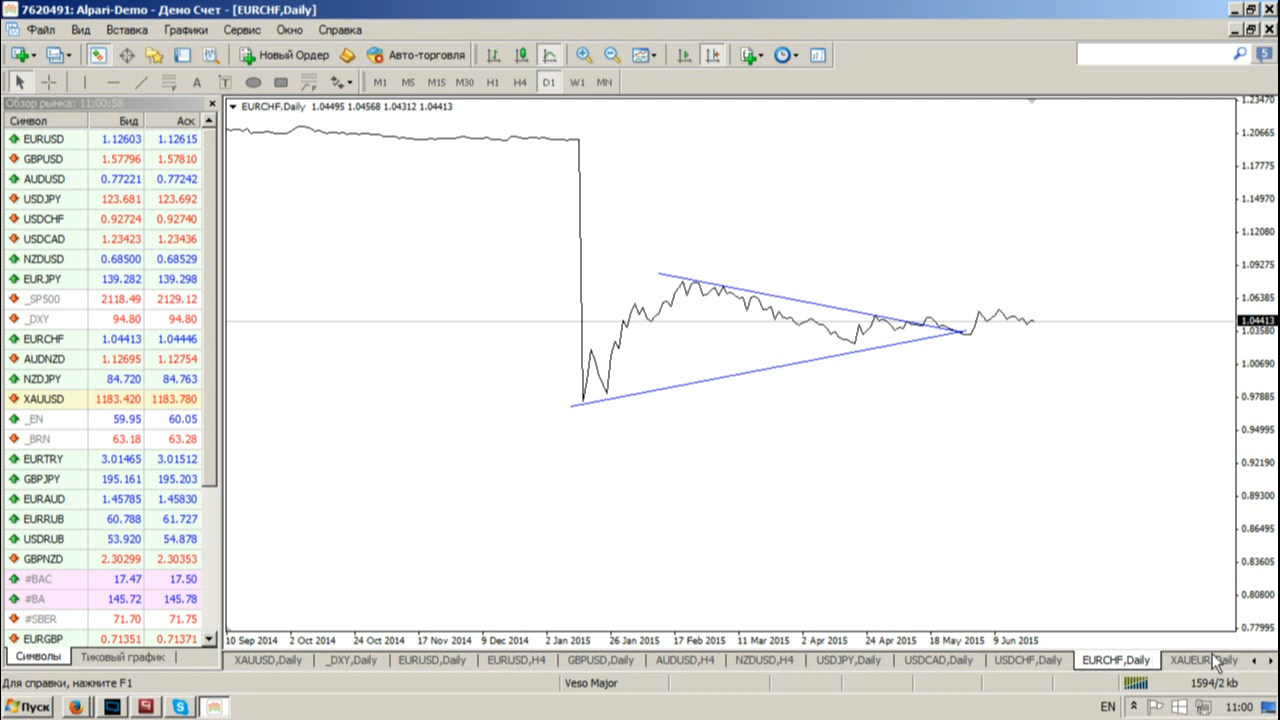 7620491: Alpari-Demo - Демо Счет - [EURCHF,Daily]
Файл Вид Вставка Графики Сервис Окно Справка
Новый Ордер Авто-торговля 5
A T M1 M5 M15 M30 H1 H4 D1 W1 MN
Обзор рынка: 11:00:58
Символ Бид Аск
EURUSD 1.12603 1.12615
GBPUSD 1.57796 1.57810
AUDUSD 0.77221 0.77242
USDJPY 123.681 123.692
USDCHF 0.92724 0.92740
USDCAD 1.23423 1.23436
NZDUSD 0.68500 0.68529
EURJPY 139.282 139.298
_SP500 2118.49 2129.12
_DXY 94.80 94.80
EURCHF 1.04413 1.04446
AUDNZD 1.12695 1.12754
NZDJPY 84.720 84.763
XAUUSD 1183.420 1183.780
_EN 59.95 60.05
_BRN 63.18 63.28
EURTRY 3.01465 3.01512
GBPJPY 195.161 195.203
EURAUD 1.45785 1.45830
EURRUB 60.788 61.727
USDRUB 53.920 54.878
GBPNZD 2.30299 2.30353
#BAC 17.47 17.50
#BA 145.72 145.78
#SBER 71.70 71.75
EURGBP 0.71351 0.71371
Символы Тиковый график
EURCHF,Daily 1.04495 1.04568 1.04312 1.04413
1.23470
1.20665
1.17775
1.14970
1.12080
1.09275
1.06385
1.04413
1.03580
1.00690
0.97885
0.94995
0.92190
0.89300
0.86495
0.83605
0.80800
0.77995
10 Sep 2014 2 Oct 2014 24 Oct 2014 17 Nov 2014 9 Dec 2014 2 Jan 2015 26 Jan 2015 17 Feb 2015 11 Mar 2015 2 Apr 2015 24 Apr 2015 18 May 2015 9 Jun 2015
XAUUSD,Daily _DXY,Daily EURUSD,Daily EURUSD,H4 GBPUSD,Daily AUDUSD,H4 NZDUSD,H4 USDJPY,Daily USDCAD,Daily USDCHF,Daily EURCHF,Daily XAUEUR,Daily
Для справки, нажмите F1 Veso Major 1594/2 kb
Пуск EN 11:00